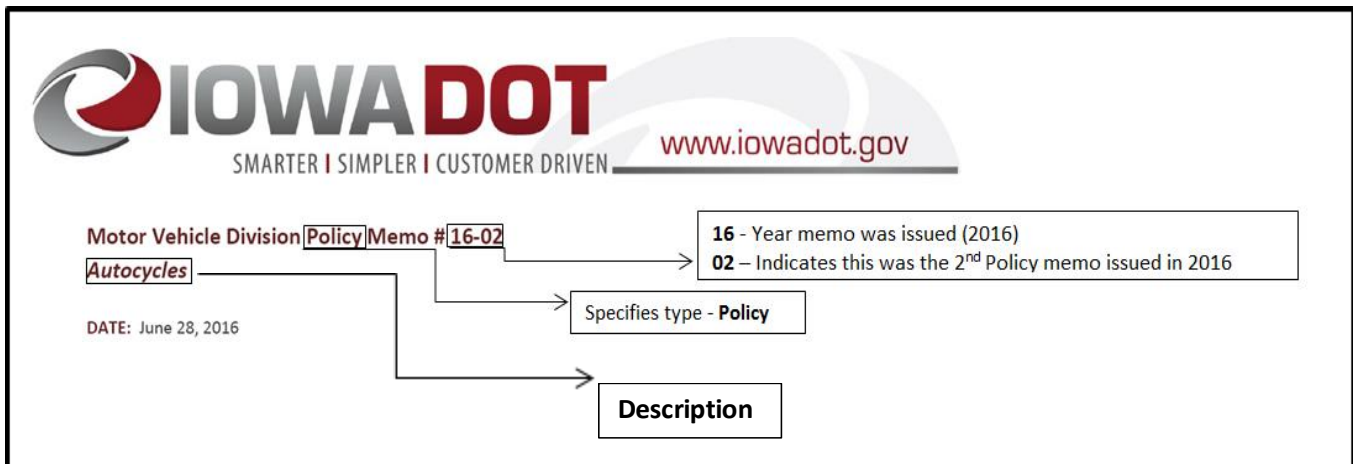 IOWADOT
www.iowadot.gov
SMARTER | SIMPLER | CUSTOMER DRIVEN
Motor Vehicle Division Policy Memo # 16-02
Autocycles
DATE: June 28, 2016
16 - Year memo was issued (2016)
02 – Indicates this was the 2nd Policy memo issued in 2016
Specifies type - Policy
Description